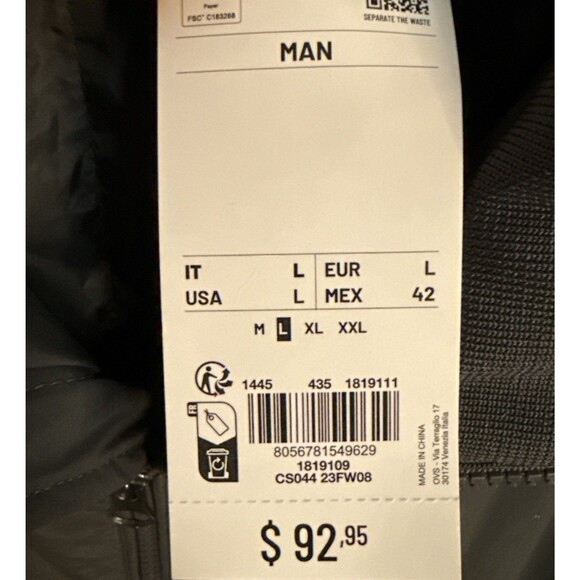 Paper
FSC™ C183268
SEPARATE THE WASTE
MAN
IT L EUR L
USA L MEX 42
M L XL XXL
1445 435 1819111
FR
8056781549629
1819109
CS044 23FW08
MADE IN CHINA
OVS - Via Terraglio 17
30174 Venezia Italia
$ 92,95